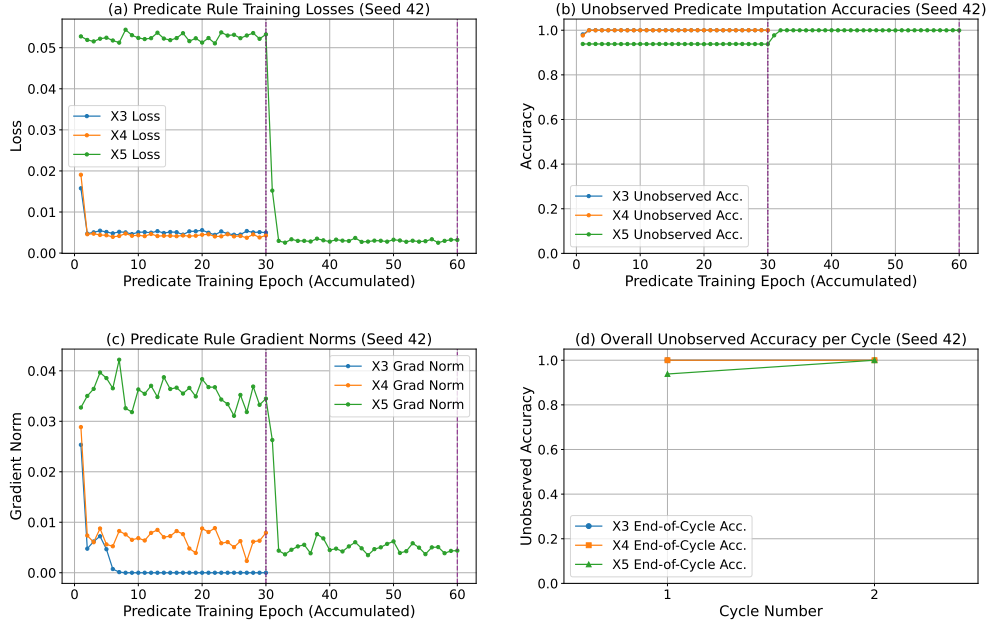 (a) Predicate Rule Training Losses (Seed 42)
0.05
0.04
0.03
0.02
0.01
0.00
Loss
X3 Loss
X4 Loss
X5 Loss
0 10 20 30 40 50 60
Predicate Training Epoch (Accumulated)
(b) Unobserved Predicate Imputation Accuracies (Seed 42)
1.0
0.8
0.6
0.4
0.2
0.0
Accuracy
X3 Unobserved Acc.
X4 Unobserved Acc.
X5 Unobserved Acc.
0 10 20 30 40 50 60
Predicate Training Epoch (Accumulated)
(c) Predicate Rule Gradient Norms (Seed 42)
0.04
0.03
0.02
0.01
0.00
Gradient Norm
X3 Grad Norm
X4 Grad Norm
X5 Grad Norm
0 10 20 30 40 50 60
Predicate Training Epoch (Accumulated)
(d) Overall Unobserved Accuracy per Cycle (Seed 42)
1.0
0.8
0.6
0.4
0.2
0.0
Unobserved Accuracy
X3 End-of-Cycle Acc.
X4 End-of-Cycle Acc.
X5 End-of-Cycle Acc.
1 2
Cycle Number